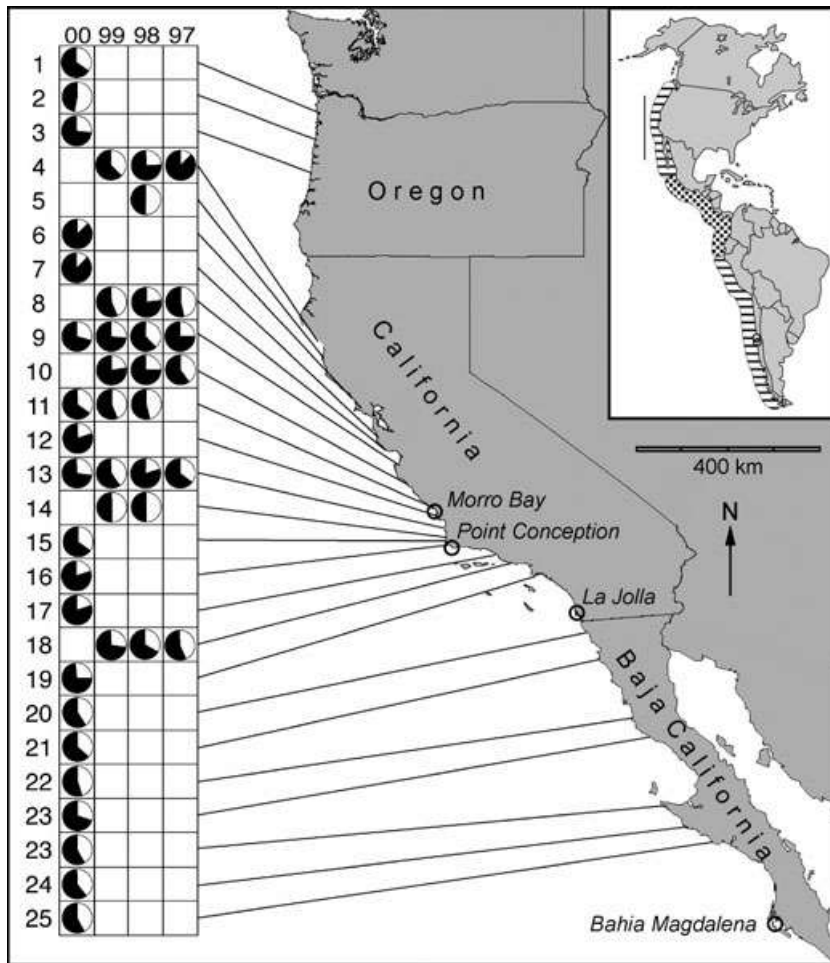 00 99 98 97
1
2
3
4
5
6
7
8
9
10
11
12
13
14
15
16
17
18
19
20
21
22
23
23
24
25
Oregon
California
400 km
N
Morro Bay
Point Conception
La Jolla
Baja California
Bahia Magdalena